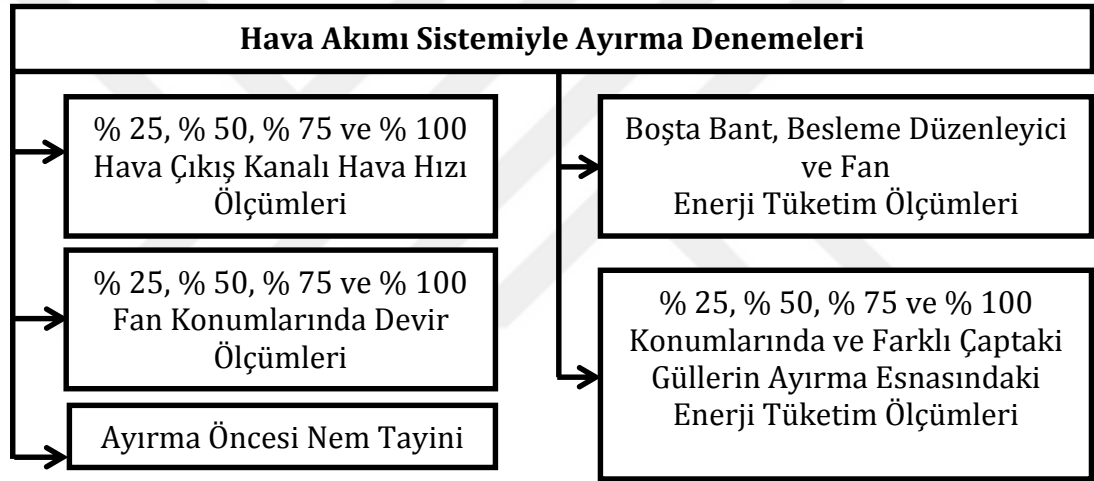 Hava Akımı Sistemiyle Ayırma Denemeleri
% 25, % 50, % 75 ve % 100
Hava Çıkış Kanalı Hava Hızı
Ölçümleri
% 25, % 50, % 75 ve % 100
Fan Konumlarında Devir
Ölçümleri
Ayırma Öncesi Nem Tayini
Boşta Bant, Besleme Düzenleyici
ve Fan
Enerji Tüketim Ölçümleri
% 25, % 50, % 75 ve % 100
Konumlarında ve Farklı Çaptaki
Güllerin Ayırma Esnasındaki
Enerji Tüketim Ölçümleri